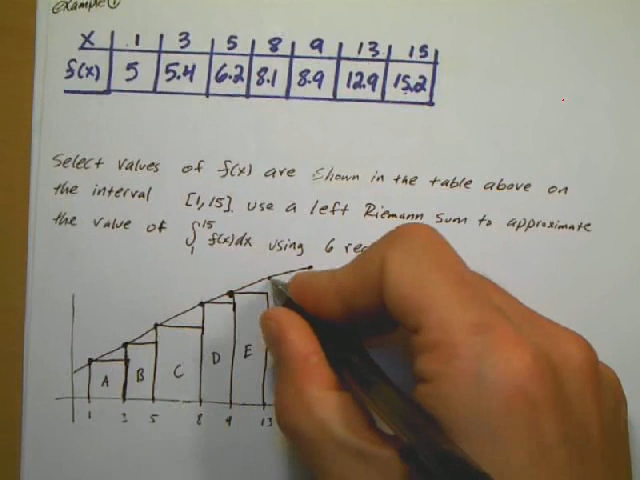 Example ①
x 1 3 5 8 9 13 15
f(x) 5 5.4 6.2 8.1 8.9 12.9 15.2
Select values of f(x) are shown in the table above on
the interval [1,15]. use a left Riemann sum to approximate
the value of ∫₁¹⁵ f(x)dx using 6
A B C D E
1 3 5 8 9 13